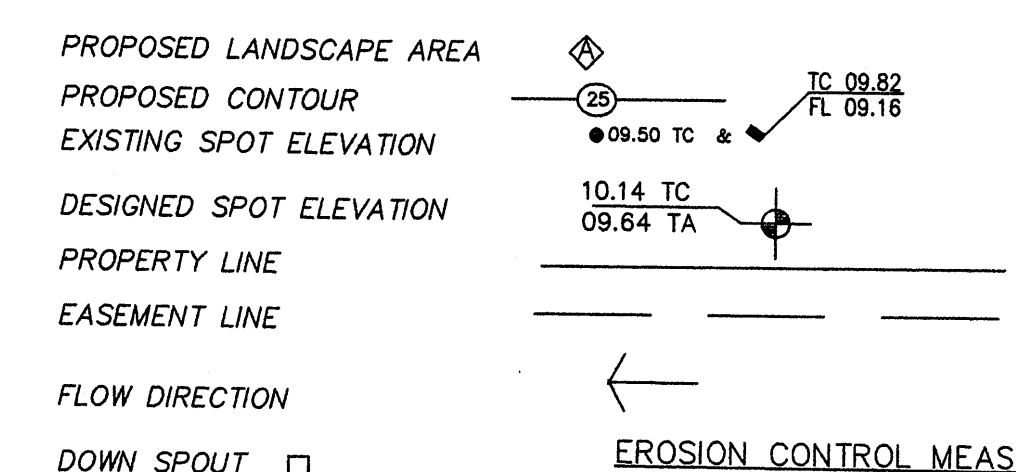 PROPOSED LANDSCAPE AREA A
PROPOSED CONTOUR 25
TC 09.82
FL 09.16
EXISTING SPOT ELEVATION 09.50 TC &
DESIGNED SPOT ELEVATION 10.14 TC
09.64 TA
PROPERTY LINE
EASEMENT LINE
FLOW DIRECTION
DOWN SPOUT
EROSION CONTROL MEAS